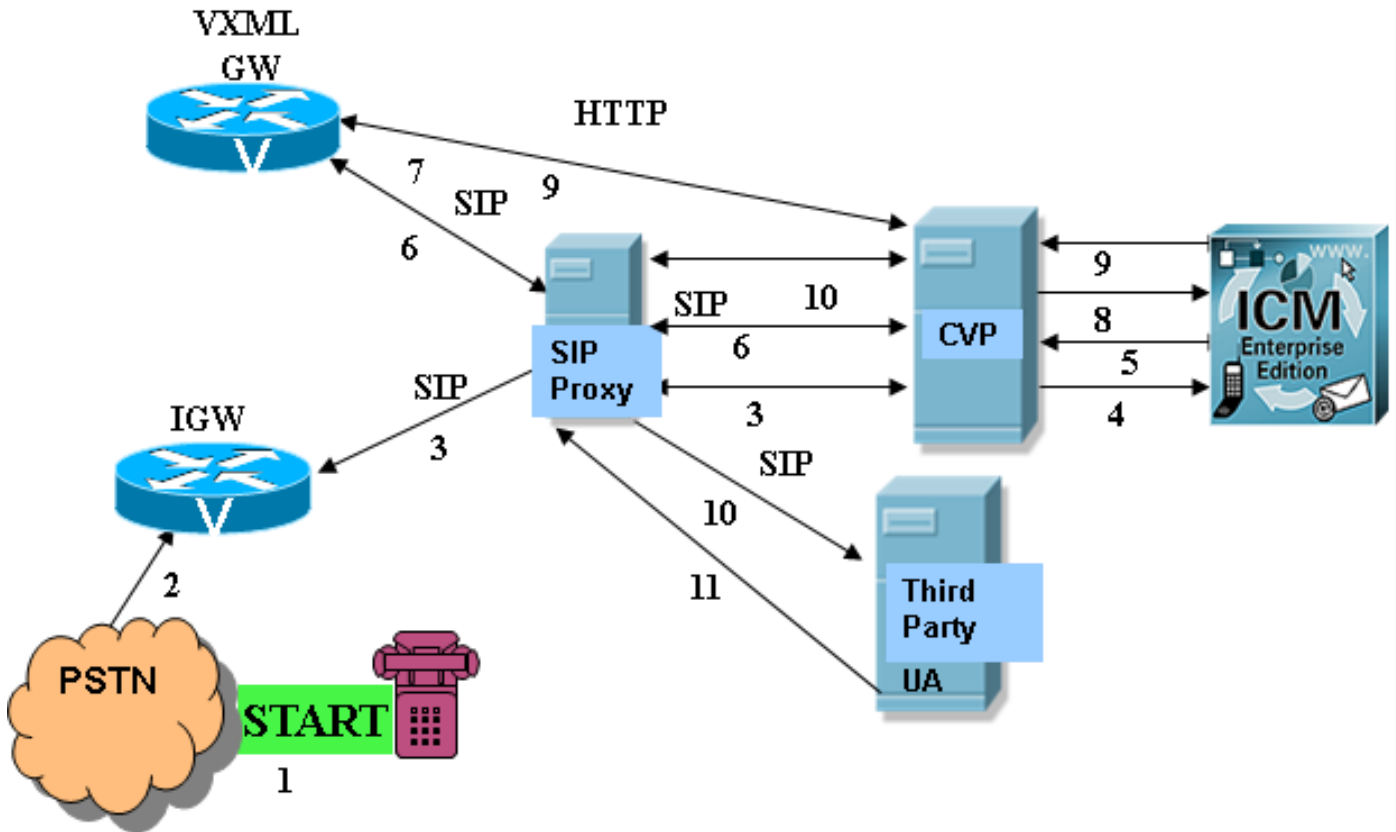 VXML
GW
V
HTTP
7
9
SIP
6
SIP
Proxy
SIP
10
6
3
CVP
9
8
5
4
www.
ICM
Enterprise
Edition
IGW
V
SIP
3
SIP
10
11
Third
Party
UA
2
PSTN
START
1